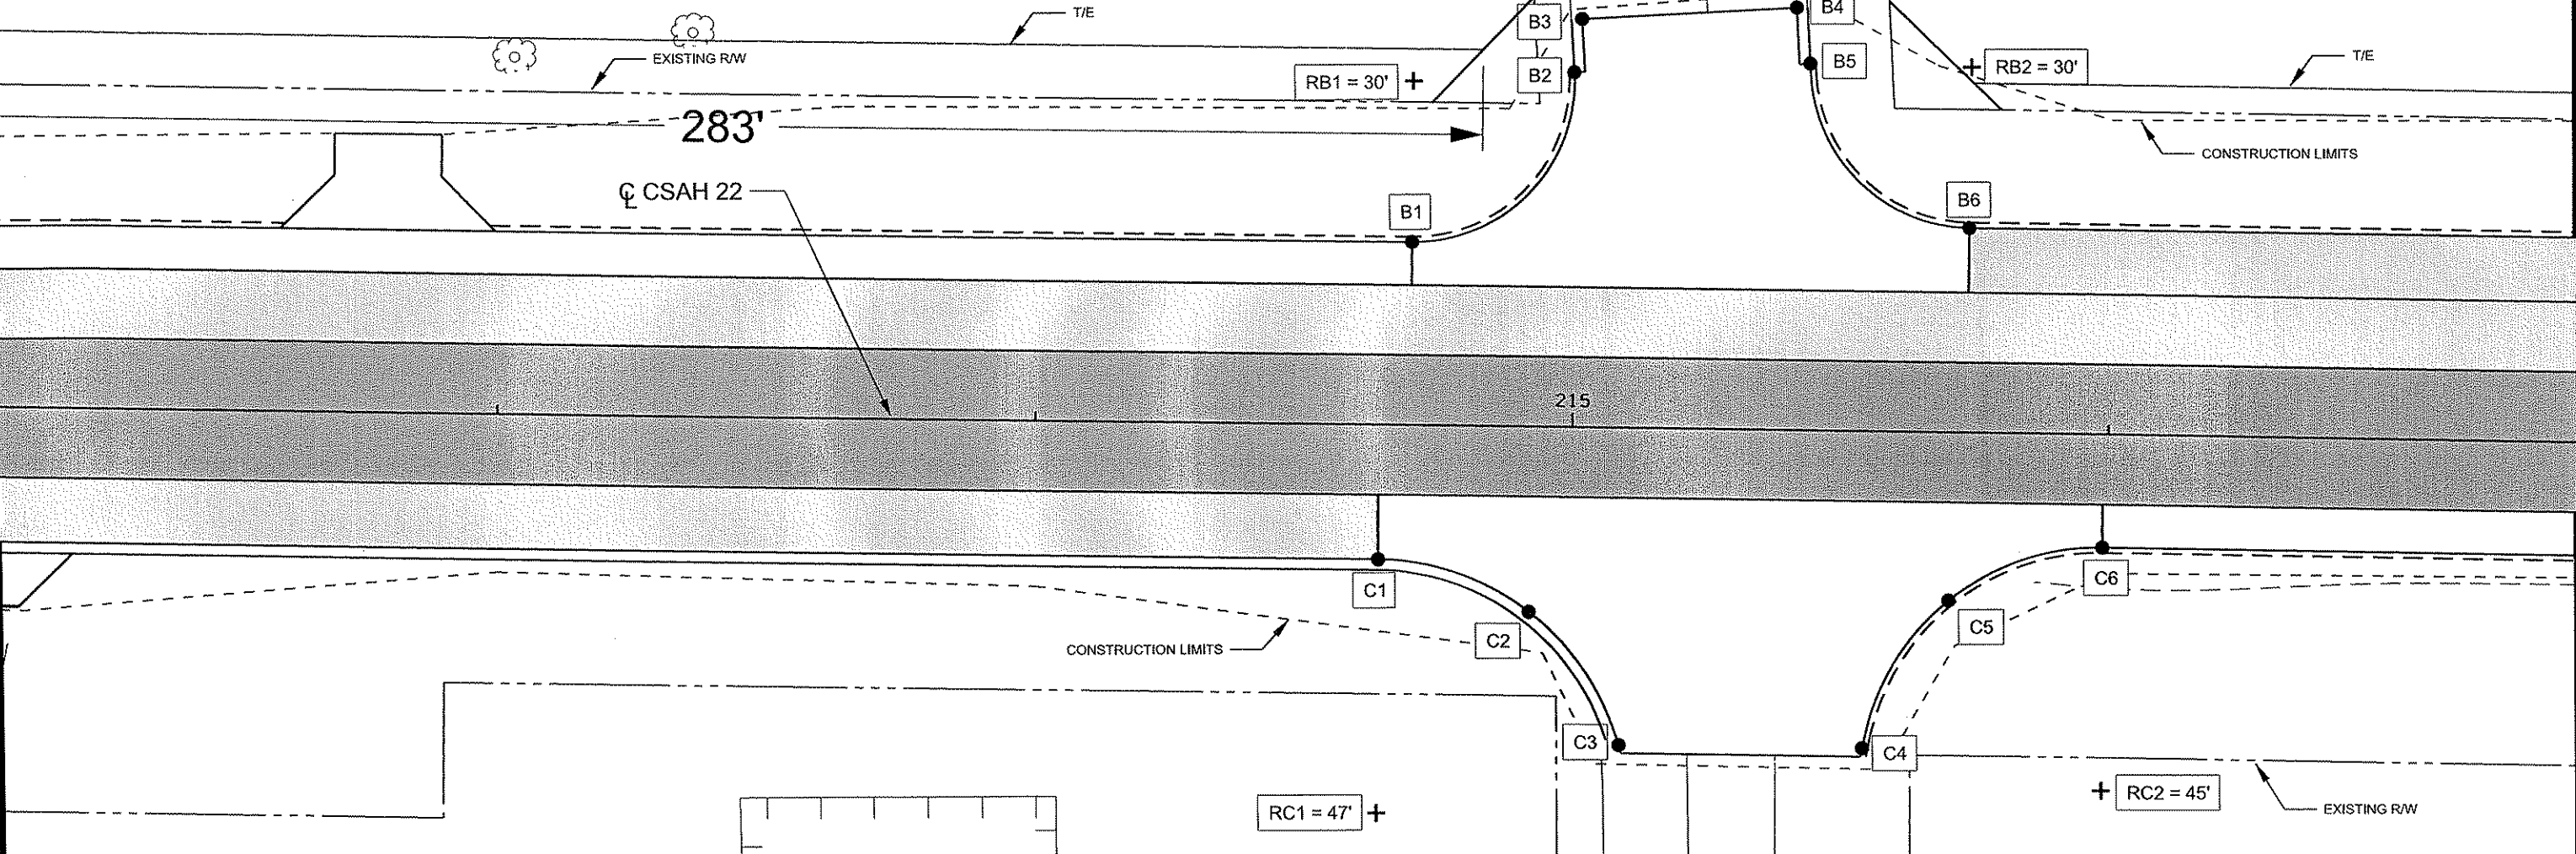 T/E
B3
B4
EXISTING R/W
RB1 = 30'
B2
B5
RB2 = 30'
T/E
283'
CONSTRUCTION LIMITS
℄ CSAH 22
B1
B6
215
C1
C6
C2
C5
CONSTRUCTION LIMITS
C3
C4
RC1 = 47'
RC2 = 45'
EXISTING R/W